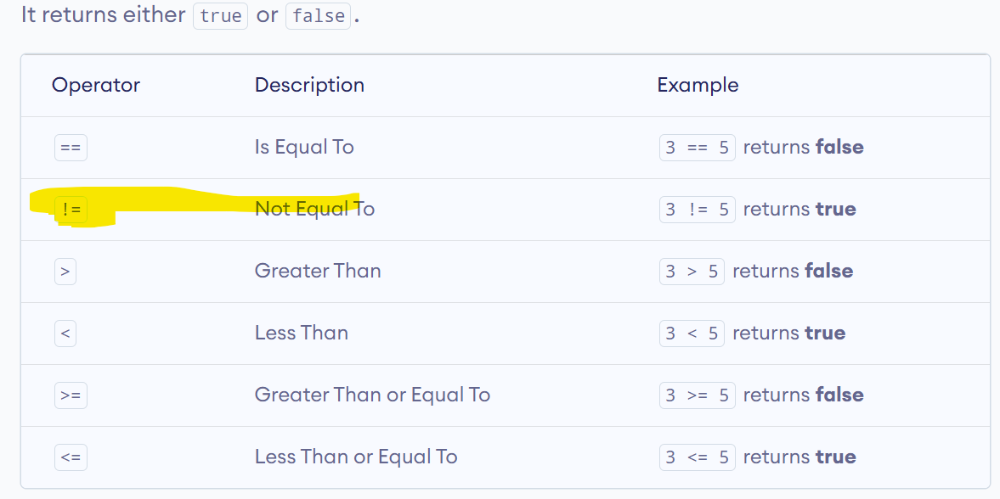 It returns either true or false.
Operator Description Example
== Is Equal To 3 == 5 returns false
!= Not Equal To 3 != 5 returns true
> Greater Than 3 > 5 returns false
< Less Than 3 < 5 returns true
>= Greater Than or Equal To 3 >= 5 returns false
<= Less Than or Equal To 3 <= 5 returns true